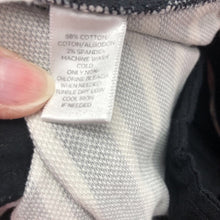 98% COTTON/
COTON/ALGODON
2% SPANDEX
MACHINE WASH
COLD
ONLY NON-
CHLORINE BLEACH
WHEN NEEDED
TUMBLE DRY LOW
COOL IRON
IF NEEDED